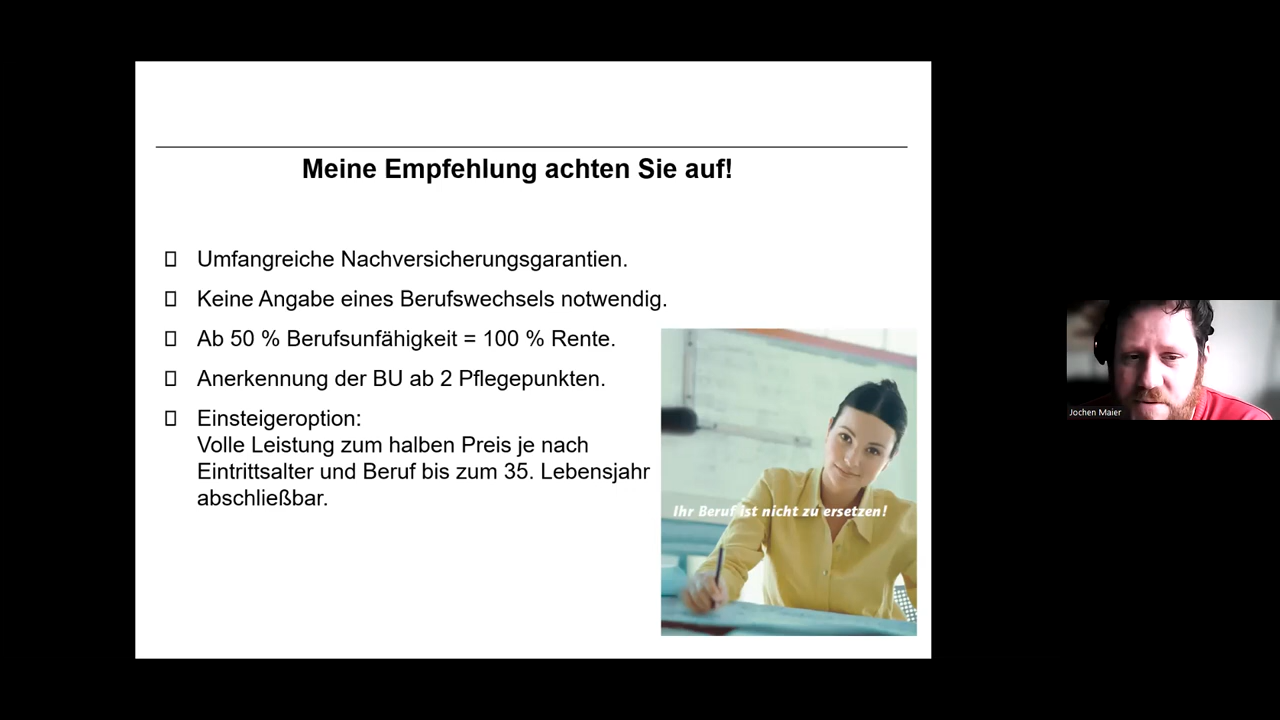 Meine Empfehlung achten Sie auf!
Umfangreiche Nachversicherungsgarantien.
Keine Angabe eines Berufswechsels notwendig.
Ab 50 % Berufsunfähigkeit = 100 % Rente.
Anerkennung der BU ab 2 Pflegepunkten.
Einsteigeroption:
Volle Leistung zum halben Preis je nach
Eintrittsalter und Beruf bis zum 35. Lebensjahr
abschließbar.
Ihr Beruf ist nicht zu ersetzen!
Jochen Maier